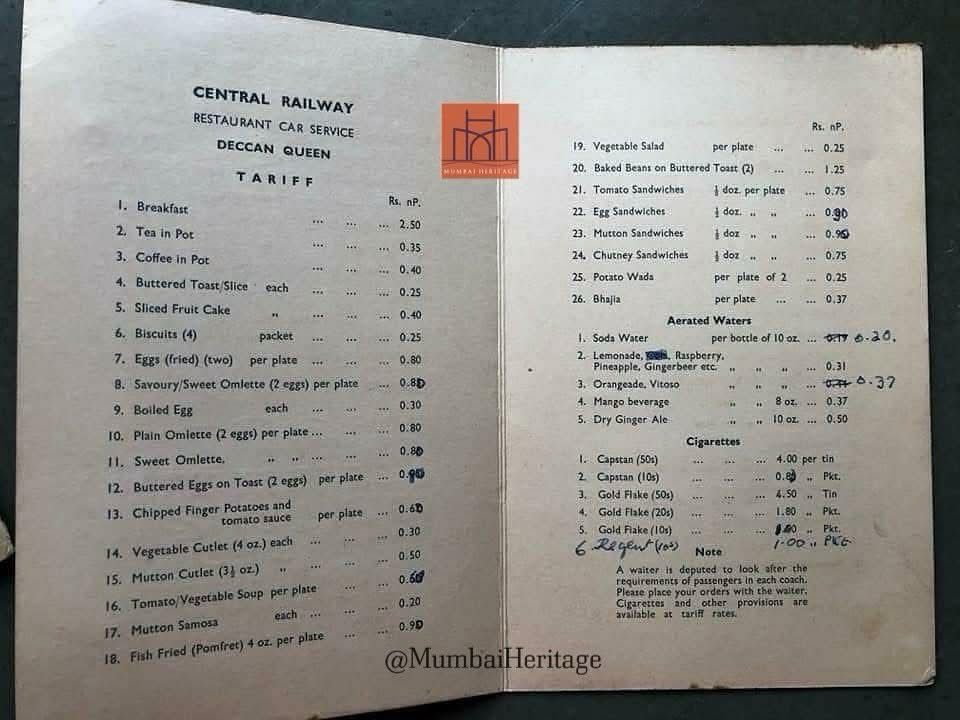 CENTRAL RAILWAY
RESTAURANT CAR SERVICE
DECCAN QUEEN
TARIFF
Rs. nP.
1. Breakfast ... ... ... 2.50
2. Tea in Pot ... ... ... 0.35
3. Coffee in Pot ... ... ... 0.40
4. Buttered Toast/Slice each ... ... 0.25
5. Sliced Fruit Cake „ ... ... 0.40
6. Biscuits (4) packet ... ... 0.25
7. Eggs (fried) (two) per plate ... ... 0.80
8. Savoury/Sweet Omlette (2 eggs) per plate ... 0.80
9. Boiled Egg each ... ... ... 0.30
10. Plain Omlette (2 eggs) per plate ... ... ... 0.80
11. Sweet Omlette, „ „ ... ... ... 0.80
12. Buttered Eggs on Toast (2 eggs) per plate ... 0.90
13. Chipped Finger Potatoes and
tomato sauce per plate ... 0.60
14. Vegetable Cutlet (4 oz.) each ... ... ... 0.30
15. Mutton Cutlet (3½ oz.) „ ... ... ... 0.50
16. Tomato/Vegetable Soup per plate ... ... 0.60
17. Mutton Samosa each ... ... ... 0.20
18. Fish Fried (Pomfret) 4 oz. per plate ... ... 0.90
MUMBAI HERITAGE
Rs. nP.
19. Vegetable Salad per plate ... ... 0.25
20. Baked Beans on Buttered Toast (2) ... ... 1.25
21. Tomato Sandwiches ½ doz. per plate ... 0.75
22. Egg Sandwiches ½ doz. „ „ ... 0.90
23. Mutton Sandwiches ½ doz „ „ ... 0.90
24. Chutney Sandwiches ½ doz „ „ ... 0.75
25. Potato Wada per plate of 2 ... 0.25
26. Bhajia per plate ... ... 0.37
Aerated Waters
1. Soda Water per bottle of 10 oz. ... 0.20.
2. Lemonade, Raspberry,
Pineapple, Gingerbeer etc. „ „ „ ... 0.31
3. Orangeade, Vitoso „ „ „ ... 0.37
4. Mango beverage „ „ 8 oz. ... 0.37
5. Dry Ginger Ale „ „ 10 oz. ... 0.50
Cigarettes
1. Capstan (50s) ... ... ... 4.00 per tin
2. Capstan (10s) ... ... ... „ Pkt.
3. Gold Flake (50s) ... ... ... 4.50 „ Tin
4. Gold Flake (20s) ... ... ... 1.80 „ Pkt.
5. Gold Flake (10s) ... ... ... „ Pkt.
6 Regent (10s) 1.00 „ Pkt
Note
A waiter is deputed to look after the
requirements of passengers in each coach.
Please place your orders with the waiter.
Cigarettes and other provisions are
available at tariff rates.
@MumbaiHeritage